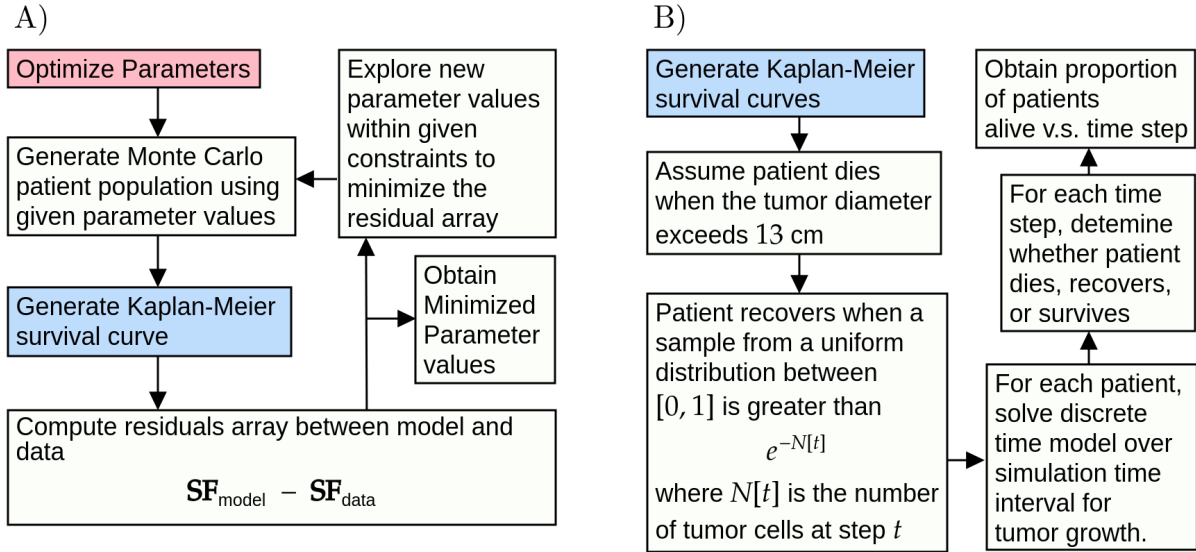 A)
Optimize Parameters
Generate Monte Carlo
patient population using
given parameter values
Generate Kaplan-Meier
survival curve
Compute residuals array between model and
data
SF_model − SF_data
Explore new
parameter values
within given
constraints to
minimize the
residual array
Obtain
Minimized
Parameter
values
B)
Generate Kaplan-Meier
survival curves
Assume patient dies
when the tumor diameter
exceeds 13 cm
Patient recovers when a
sample from a uniform
distribution between
[0, 1] is greater than
e^{−N[t]}
where N[t] is the number
of tumor cells at step t
For each patient,
solve discrete
time model over
simulation time
interval for
tumor growth.
For each time
step, detemine
whether patient
dies, recovers,
or survives
Obtain proportion
of patients
alive v.s. time step